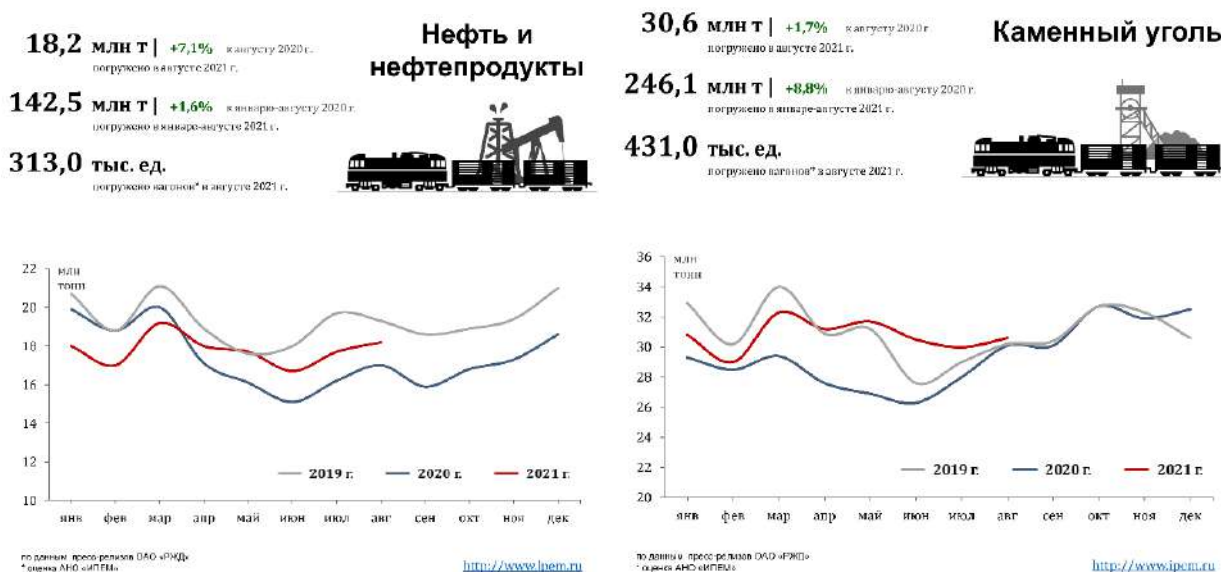 18,2 млн т | +7,1% к августу 2020 г.
погружено в августе 2021 г.
142,5 млн т | +1,6% к январю-августу 2020 г.
погружено в январе-августе 2021 г.
313,0 тыс. ед.
погружено вагонов* в августе 2021 г.
Нефть и
нефтепродукты
22
20
18
16
14
12
10
млн
тонн
2019 г. 2020 г. 2021 г.
янв фев мар апр май июн июл авг сен окт ноя дек
по данным пресс-релизов ОАО «РЖД»
* оценка АНО «ИПЕМ»
http://www.ipem.ru
30,6 млн т | +1,7% к августу 2020 г.
погружено в августе 2021 г.
246,1 млн т | +8,8% к январю-августу 2020 г.
погружено в январе-августе 2021 г.
431,0 тыс. ед.
погружено вагонов* в августе 2021 г.
Каменный уголь
36
34
32
30
28
26
24
22
20
млн
тонн
2019 г. 2020 г. 2021 г.
янв фев мар апр май июн июл авг сен окт ноя дек
по данным пресс-релизов ОАО «РЖД»
* оценка АНО «ИПЕМ»
http://www.ipem.ru